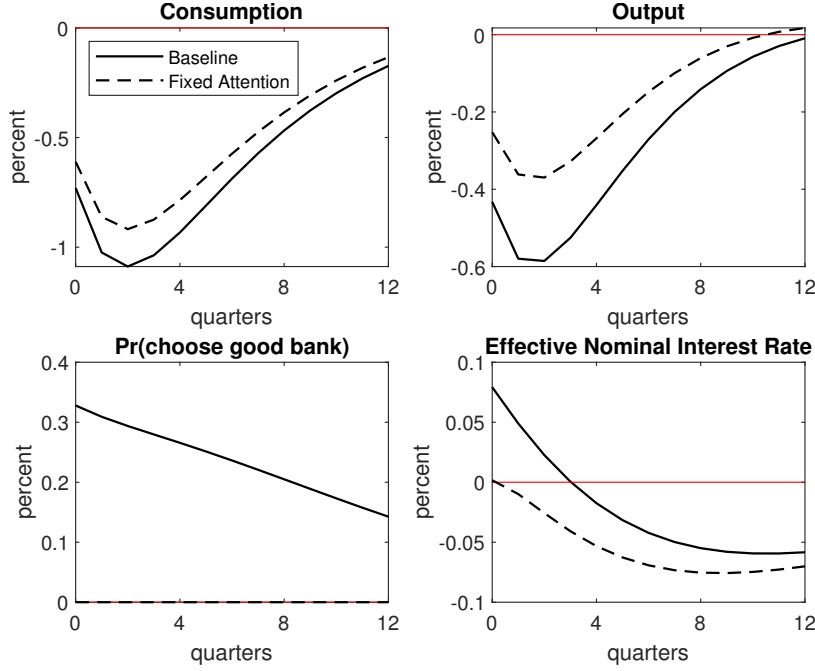 Consumption
Output
0
-0.5
-1
percent
Baseline
Fixed Attention
0 4 8 12
quarters
0
-0.2
-0.4
-0.6
percent
0 4 8 12
quarters
Pr(choose good bank)
Effective Nominal Interest Rate
0.4
0.3
0.2
0.1
0
percent
0 4 8 12
quarters
0.1
0.05
0
-0.05
-0.1
percent
0 4 8 12
quarters